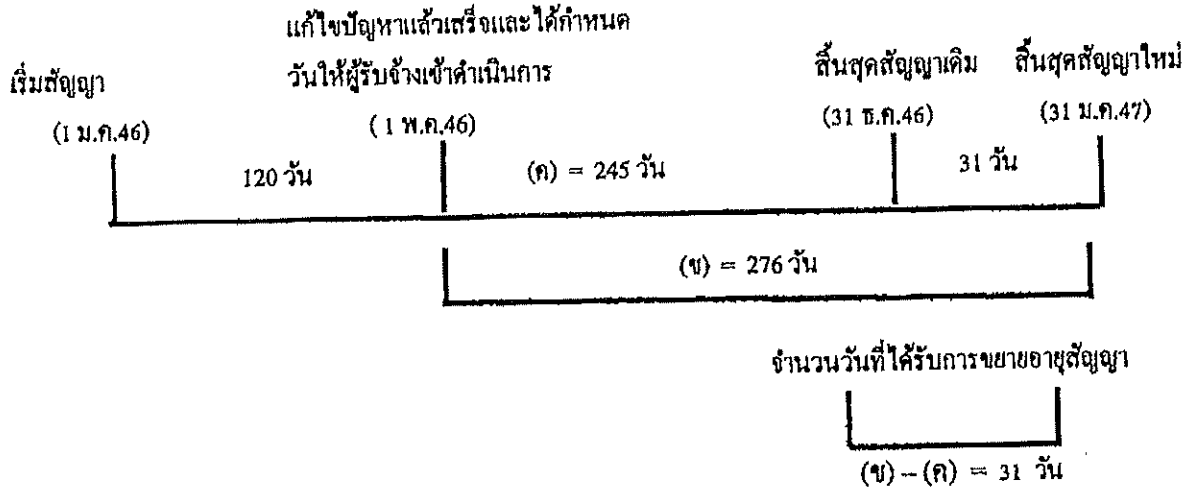 แก้ไขปัญหาแล้วเสร็จและได้กำหนด
วันให้ผู้รับจ้างเข้าดำเนินการ
เริ่มสัญญา
สิ้นสุดสัญญาเดิม
สิ้นสุดสัญญาใหม่
(1 ม.ค.46)
( 1 พ.ค.46)
(31 ธ.ค.46)
(31 ม.ค.47)
120 วัน
(ค) = 245 วัน
31 วัน
(ข) = 276 วัน
จำนวนวันที่ได้รับการขยายอายุสัญญา
(ข) – (ค) = 31 วัน